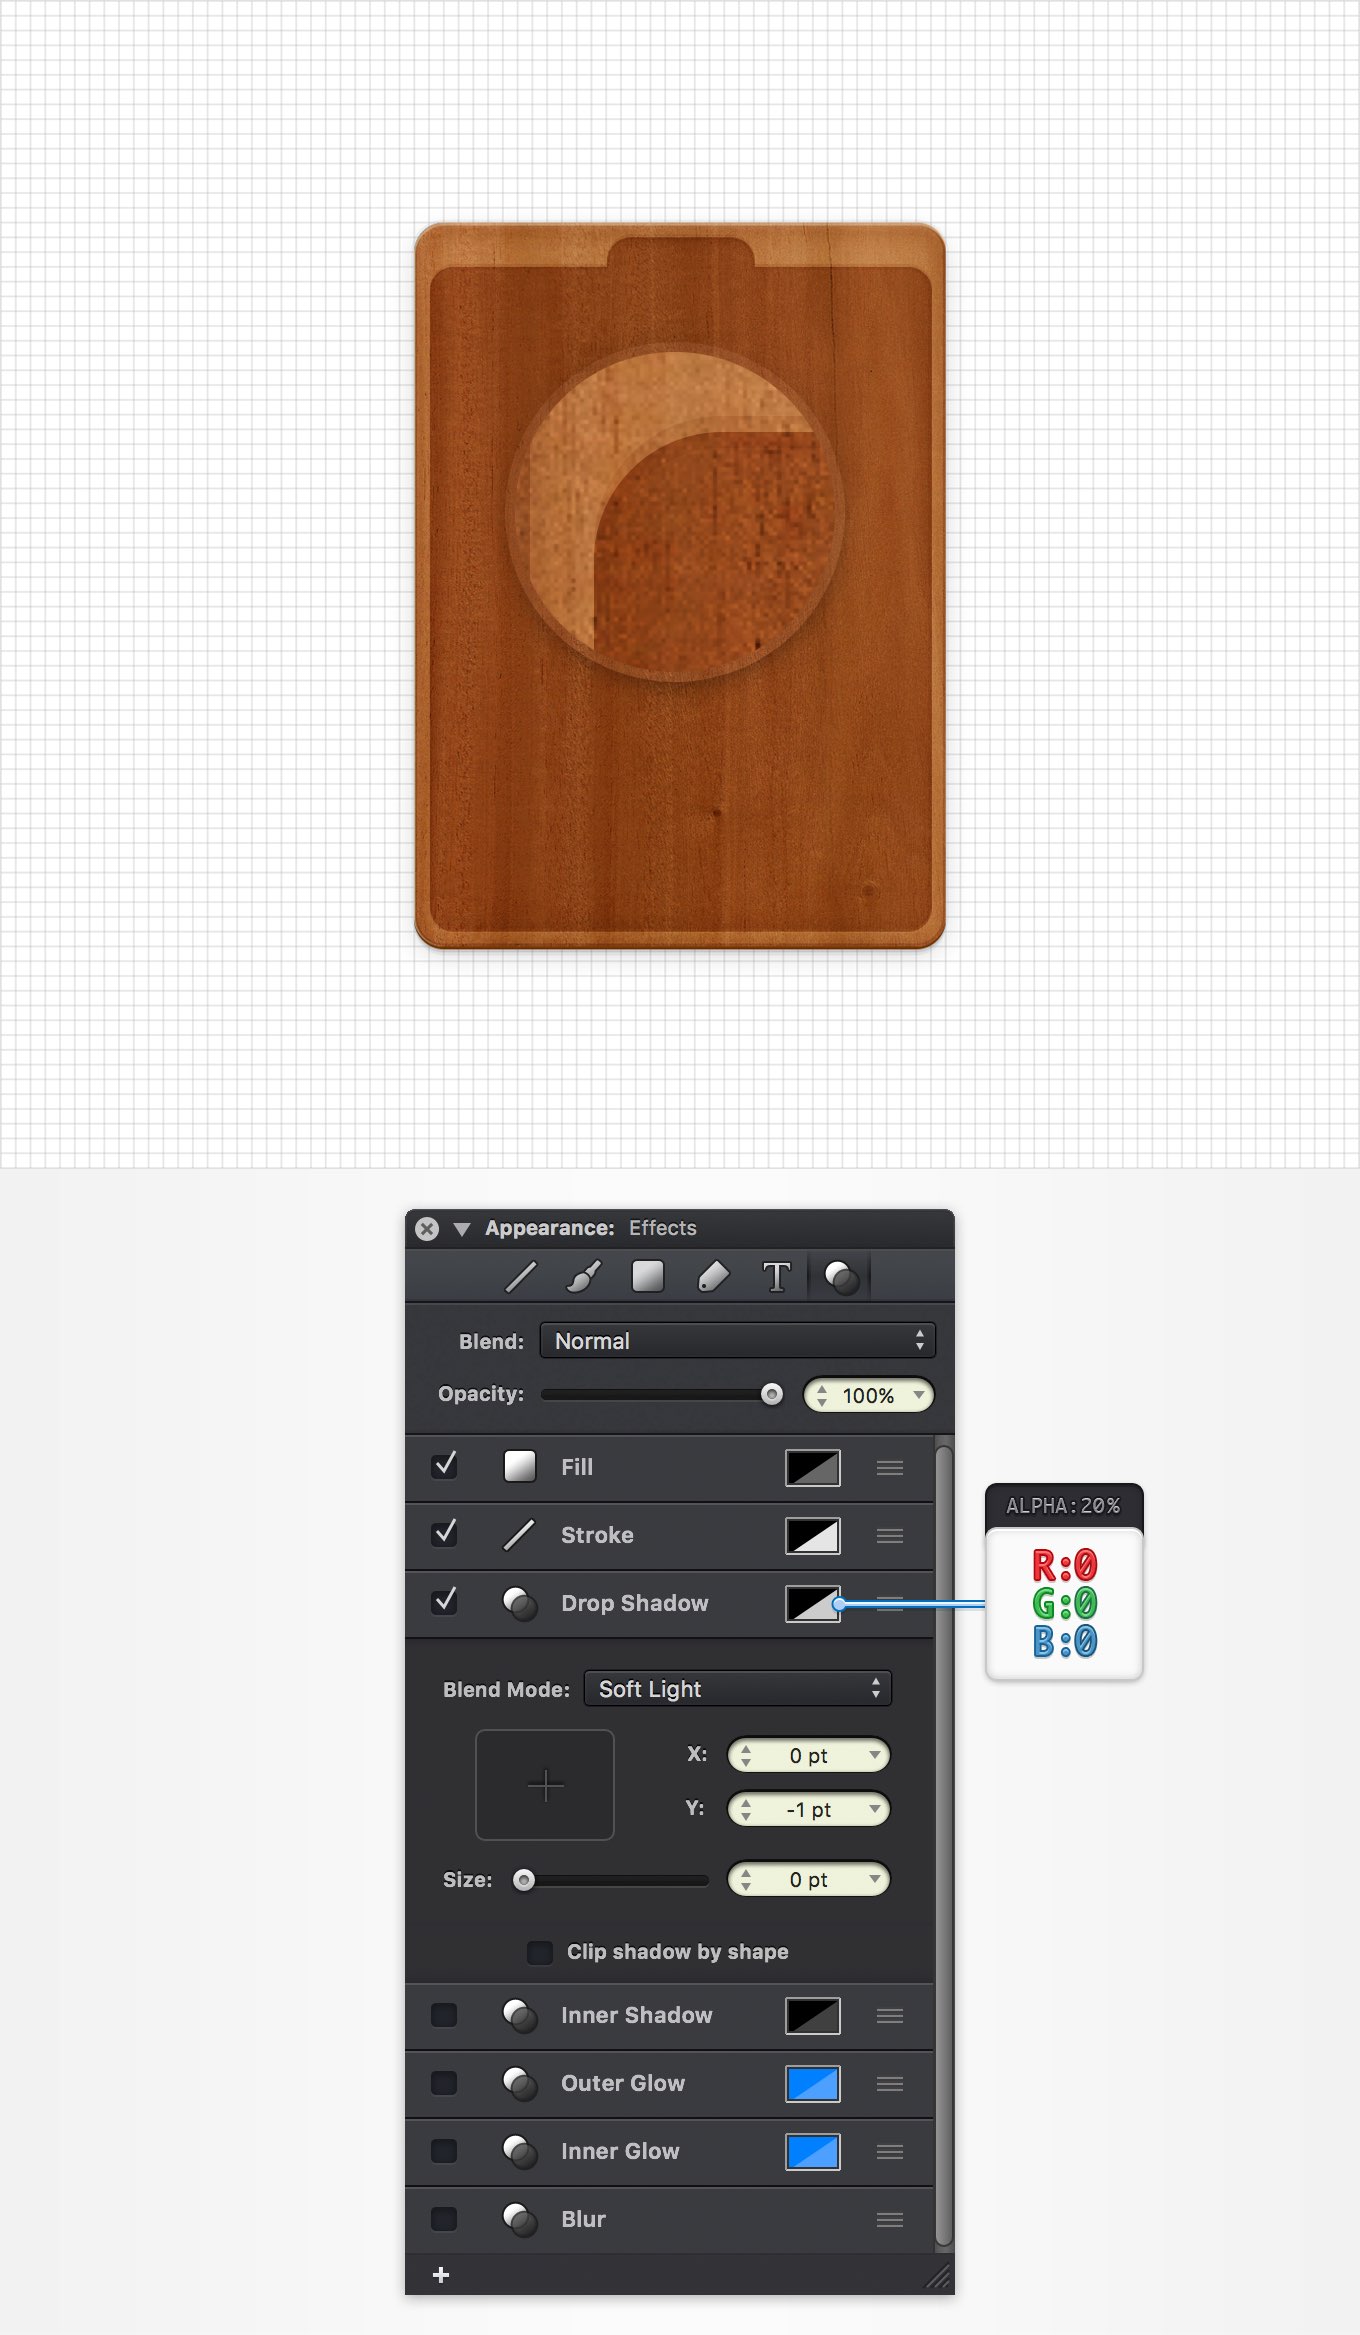 Appearance: Effects
T
Blend: Normal
Opacity: 100%
Fill
Stroke
Drop Shadow
ALPHA:20%
R:0
G:0
B:0
Blend Mode: Soft Light
X: 0 pt
Y: -1 pt
Size: 0 pt
Clip shadow by shape
Inner Shadow
Outer Glow
Inner Glow
Blur